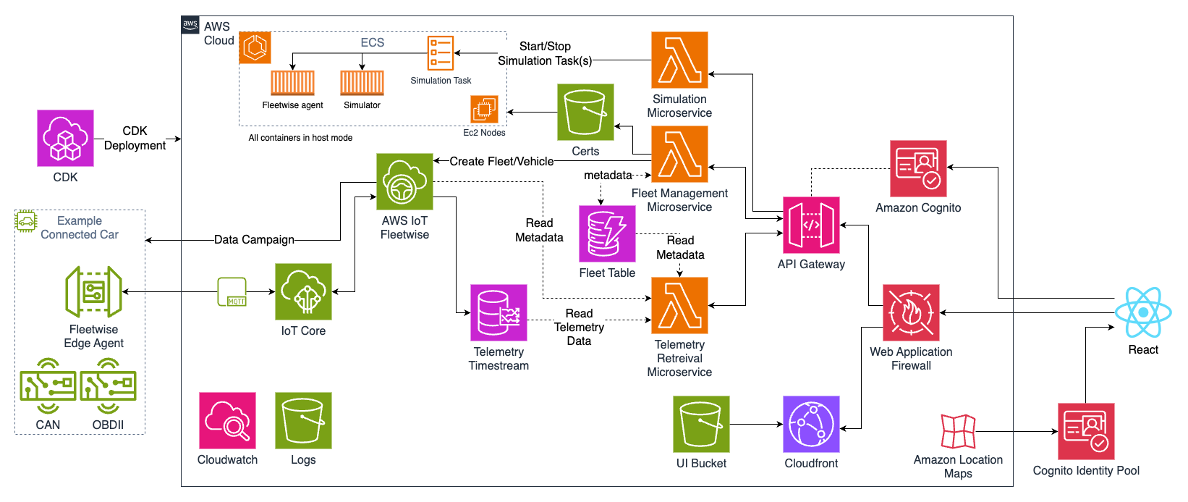 aws
AWS
Cloud
ECS
Fleetwise agent
Simulator
Simulation Task
Ec2 Nodes
All containers in host mode
Start/Stop
Simulation Task(s)
Simulation
Microservice
Certs
CDK
CDK
Deployment
Create Fleet/Vehicle
metadata
Fleet Management
Microservice
Amazon Cognito
AWS IoT
Fleetwise
Example
Connected Car
Data Campaign
Read
Metadata
Fleet Table
Read
Metadata
API Gateway
Fleetwise
Edge Agent
MQTT
IoT Core
Telemetry
Timestream
Read
Telemetry
Data
Telemetry
Retreival
Microservice
Web Application
Firewall
React
CAN
OBDII
Cloudwatch
Logs
UI Bucket
Cloudfront
Amazon Location
Maps
Cognito Identity Pool